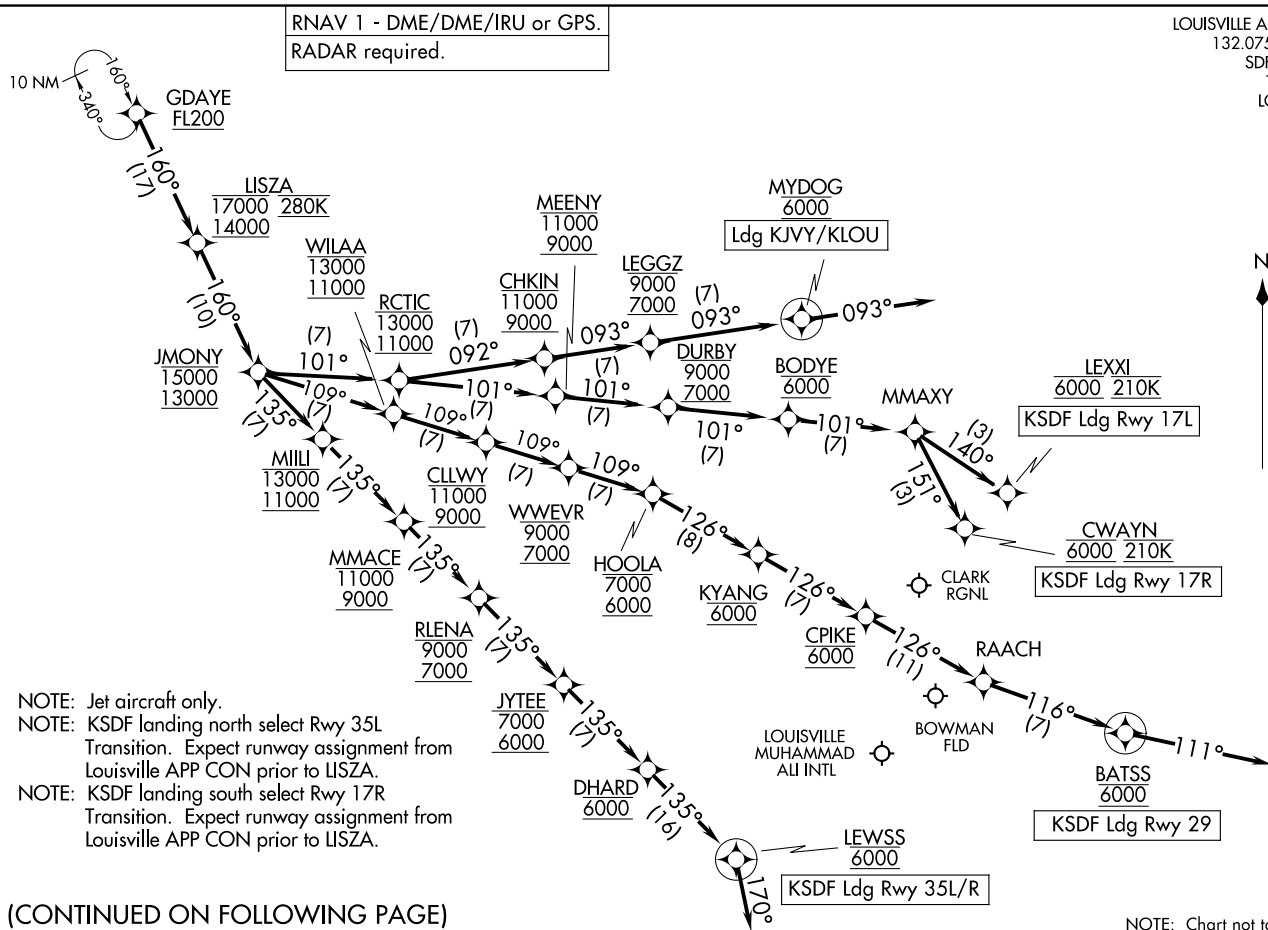 RNAV 1 - DME/DME/IRU or GPS.
RADAR required.
LOUISVILLE A
132.075
SDF
LO
10 NM
160°
340°
GDAYE
FL200
160°
(17)
LISZA
17000 280K
14000
160°
(10)
JMONY
15000
13000
WILAA
13000
11000
RCTIC
13000
11000
(7)
101°
(7)
092°
CHKIN
11000
9000
MEENY
11000
9000
093°
(7)
LEGGZ
9000
7000
(7)
093°
MYDOG
6000
Ldg KJVY/KLOU
093°
N
101°
(7)
101°
(7)
DURBY
9000
7000
101°
(7)
BODYE
6000
101°
(7)
MMAXY
(3)
140°
LEXXI
6000 210K
KSDF Ldg Rwy 17L
151°
(3)
CWAYN
6000 210K
KSDF Ldg Rwy 17R
109°
(7)
109°
(7)
CLLWY
11000
9000
109°
(7)
WWEVR
9000
7000
109°
(7)
HOOLA
7000
6000
126°
(8)
KYANG
6000
126°
(7)
CPIKE
6000
126°
(11)
RAACH
116°
(7)
BATSS
6000
KSDF Ldg Rwy 29
111°
CLARK
RGNL
BOWMAN
FLD
LOUISVILLE
MUHAMMAD
ALI INTL
135°
(7)
MIILI
13000
11000
135°
(7)
MMACE
11000
9000
135°
(7)
RLENA
9000
7000
135°
(7)
JYTEE
7000
6000
135°
(7)
DHARD
6000
135°
(16)
LEWSS
6000
KSDF Ldg Rwy 35L/R
170°
NOTE: Jet aircraft only.
NOTE: KSDF landing north select Rwy 35L
Transition. Expect runway assignment from
Louisville APP CON prior to LISZA.
NOTE: KSDF landing south select Rwy 17R
Transition. Expect runway assignment from
Louisville APP CON prior to LISZA.
(CONTINUED ON FOLLOWING PAGE)
NOTE: Chart not to